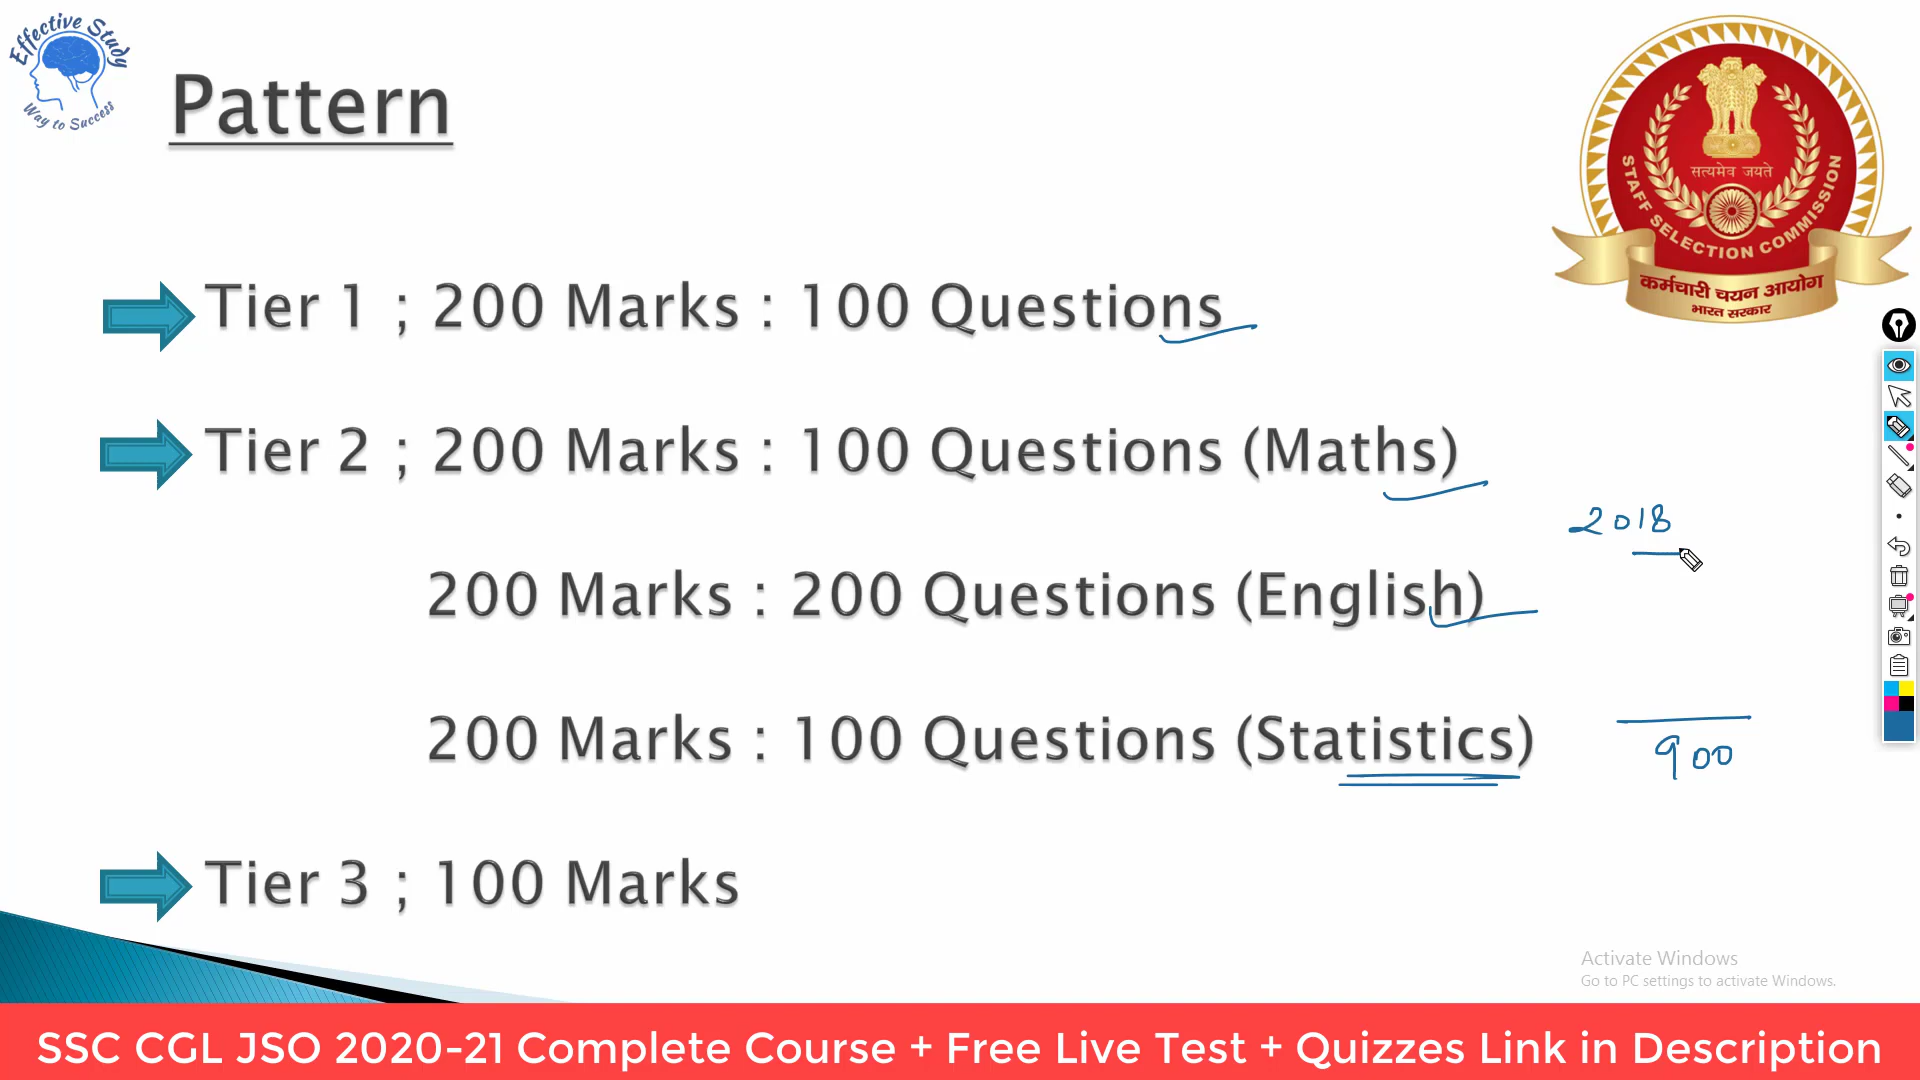 Effective Study
Way to Success
Pattern
सत्यमेव जयते
STAFF SELECTION COMMISSION
कर्मचारी चयन आयोग
भारत सरकार
Tier 1 ; 200 Marks : 100 Questions
Tier 2 ; 200 Marks : 100 Questions (Maths)
2018
200 Marks : 200 Questions (English)
200 Marks : 100 Questions (Statistics)
900
Tier 3 ; 100 Marks
Activate Windows
Go to PC settings to activate Windows.
SSC CGL JSO 2020-21 Complete Course + Free Live Test + Quizzes Link in Description